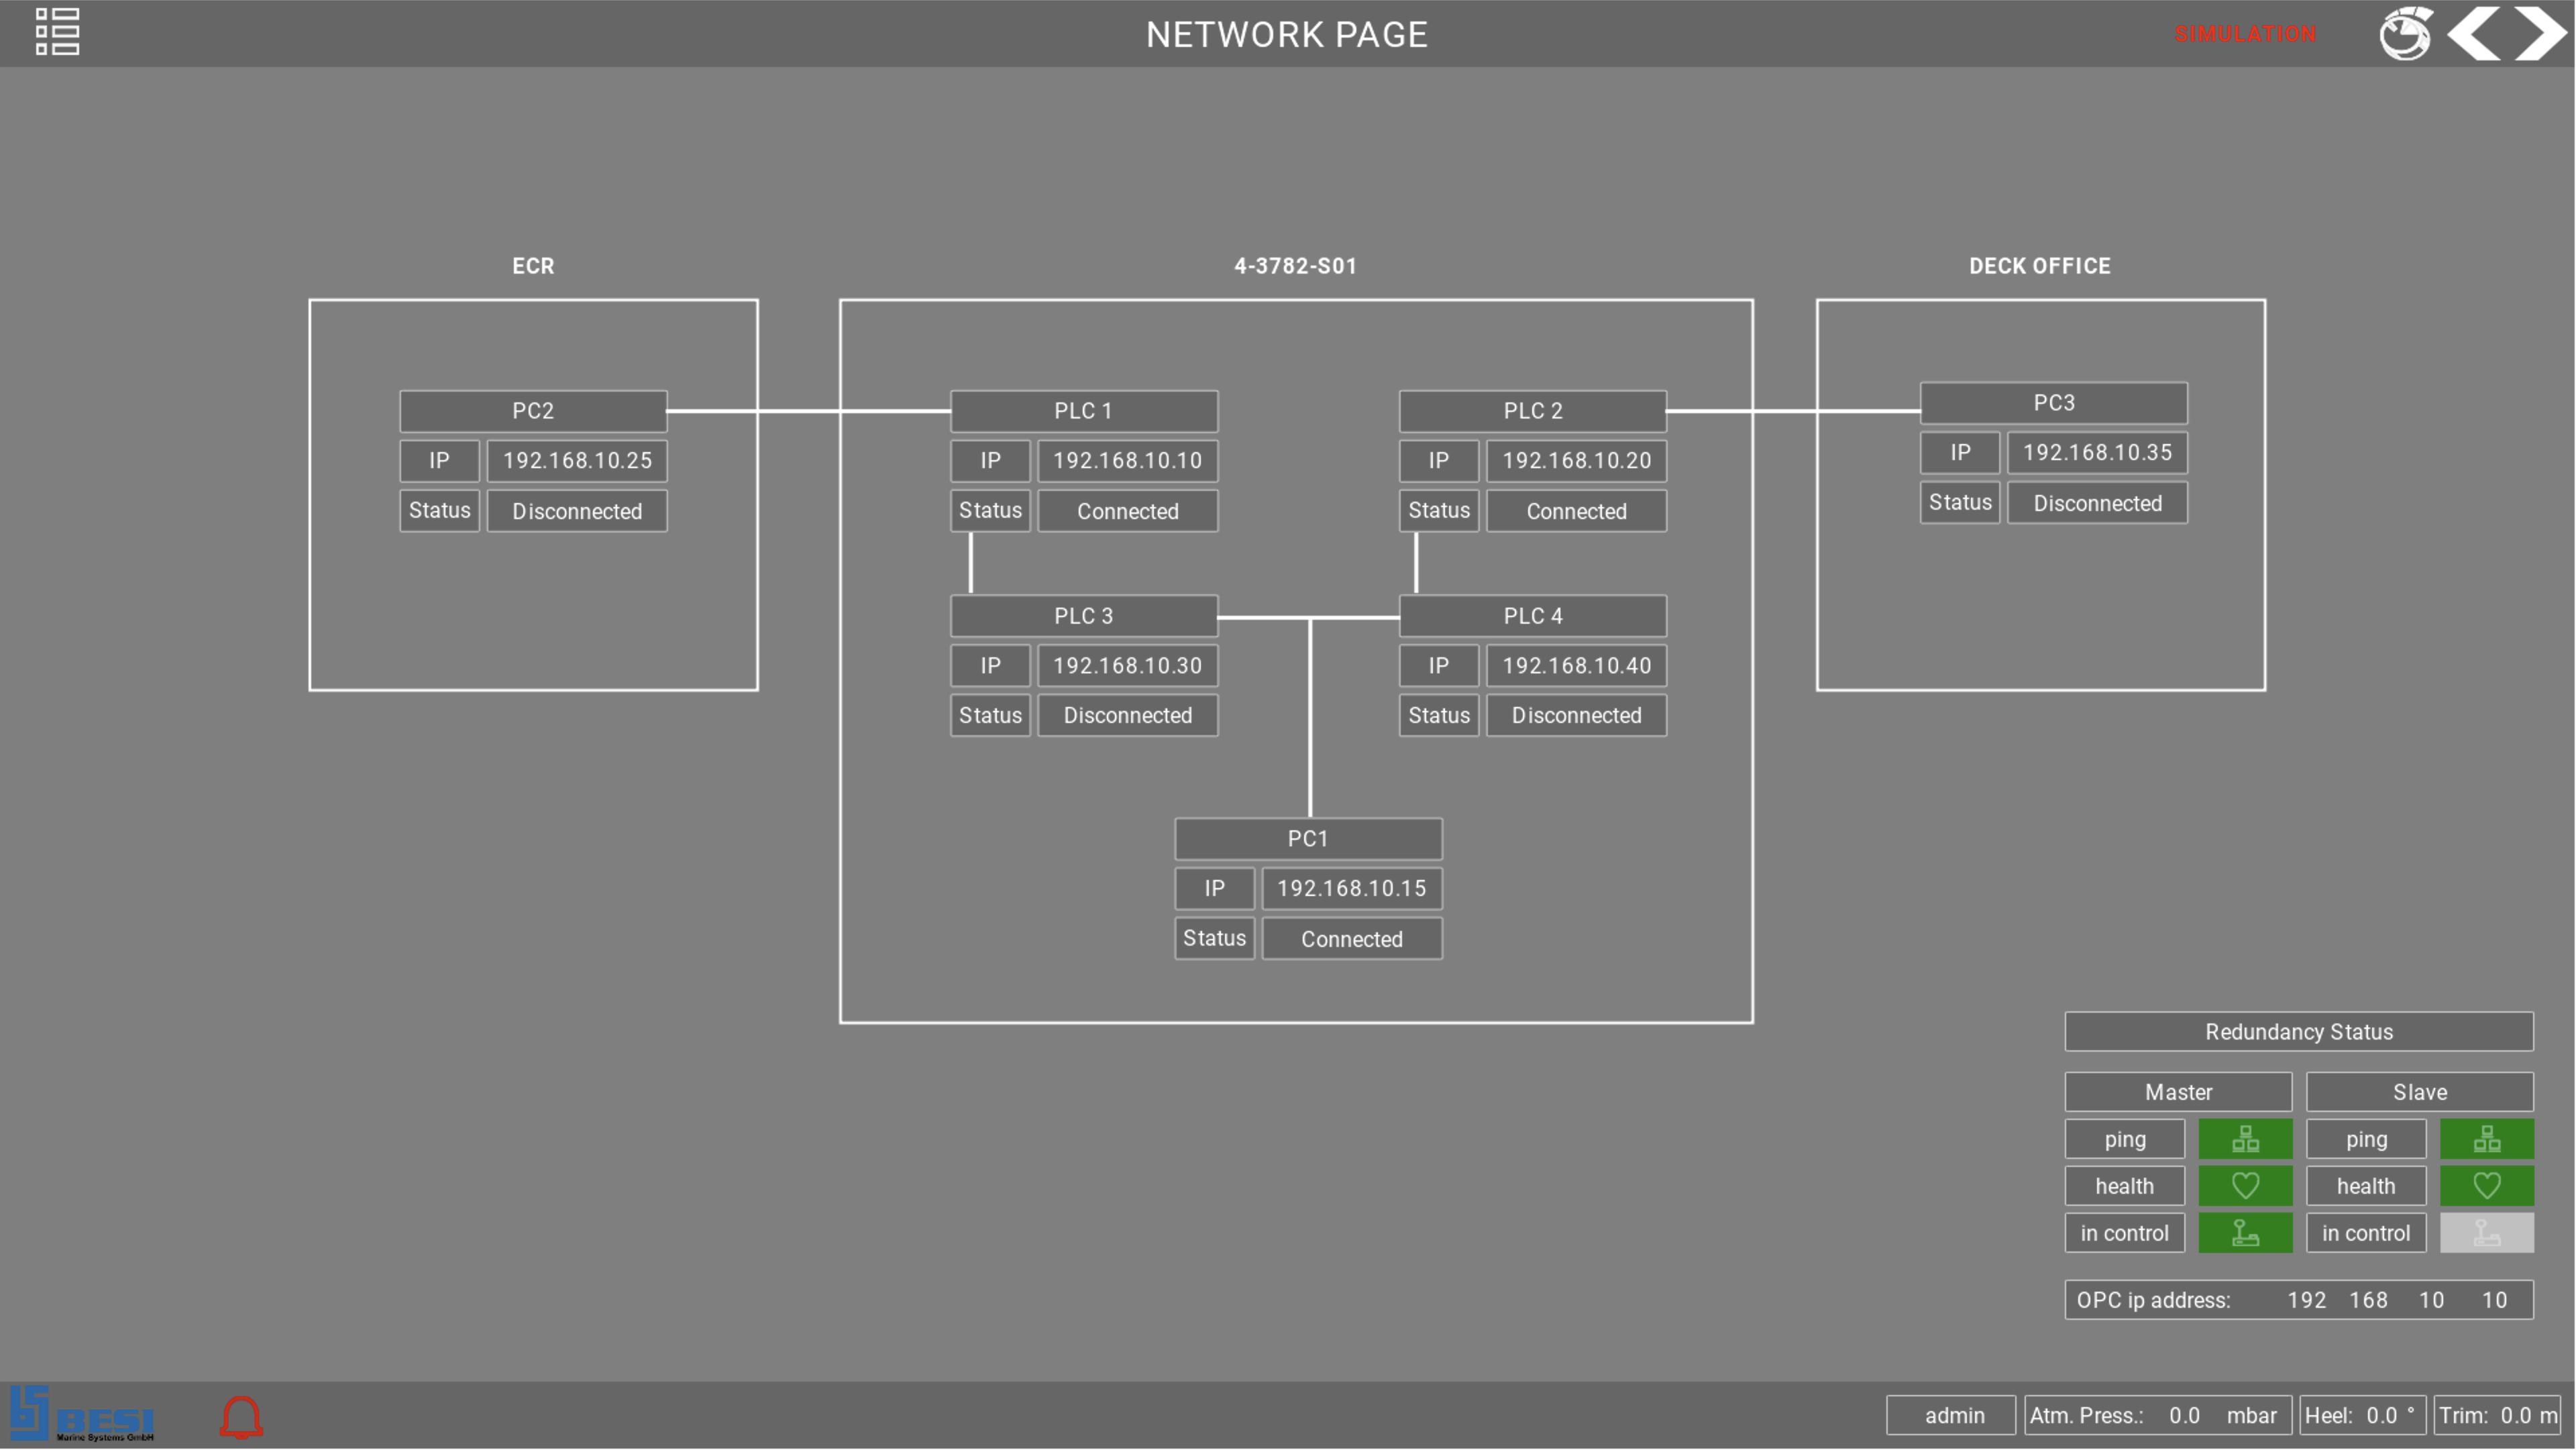 NETWORK PAGE
SIMULATION
ECR
4-3782-S01
DECK OFFICE
PC2
IP 192.168.10.25
Status Disconnected
PLC 1
IP 192.168.10.10
Status Connected
PLC 2
IP 192.168.10.20
Status Connected
PC3
IP 192.168.10.35
Status Disconnected
PLC 3
IP 192.168.10.30
Status Disconnected
PLC 4
IP 192.168.10.40
Status Disconnected
PC1
IP 192.168.10.15
Status Connected
Redundancy Status
Master Slave
ping ping
health health
in control in control
OPC ip address: 192 168 10 10
BESI
Marine Systems GmbH
admin Atm. Press.: 0.0 mbar Heel: 0.0 ° Trim: 0.0 m